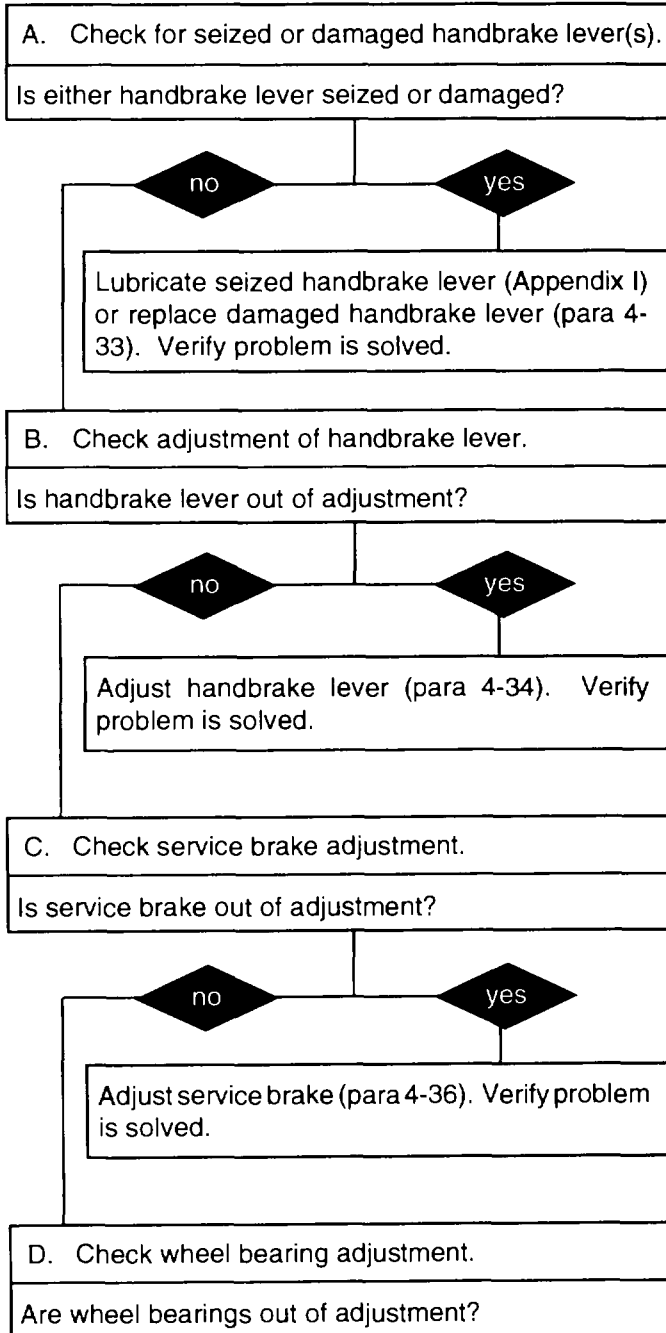 A. Check for seized or damaged handbrake lever(s).
Is either handbrake lever seized or damaged?
no
yes
Lubricate seized handbrake lever (Appendix I)
or replace damaged handbrake lever (para 4-
33). Verify problem is solved.
B. Check adjustment of handbrake lever.
Is handbrake lever out of adjustment?
no
yes
Adjust handbrake lever (para 4-34). Verify
problem is solved.
C. Check service brake adjustment.
Is service brake out of adjustment?
no
yes
Adjust service brake (para 4-36). Verify problem
is solved.
D. Check wheel bearing adjustment.
Are wheel bearings out of adjustment?